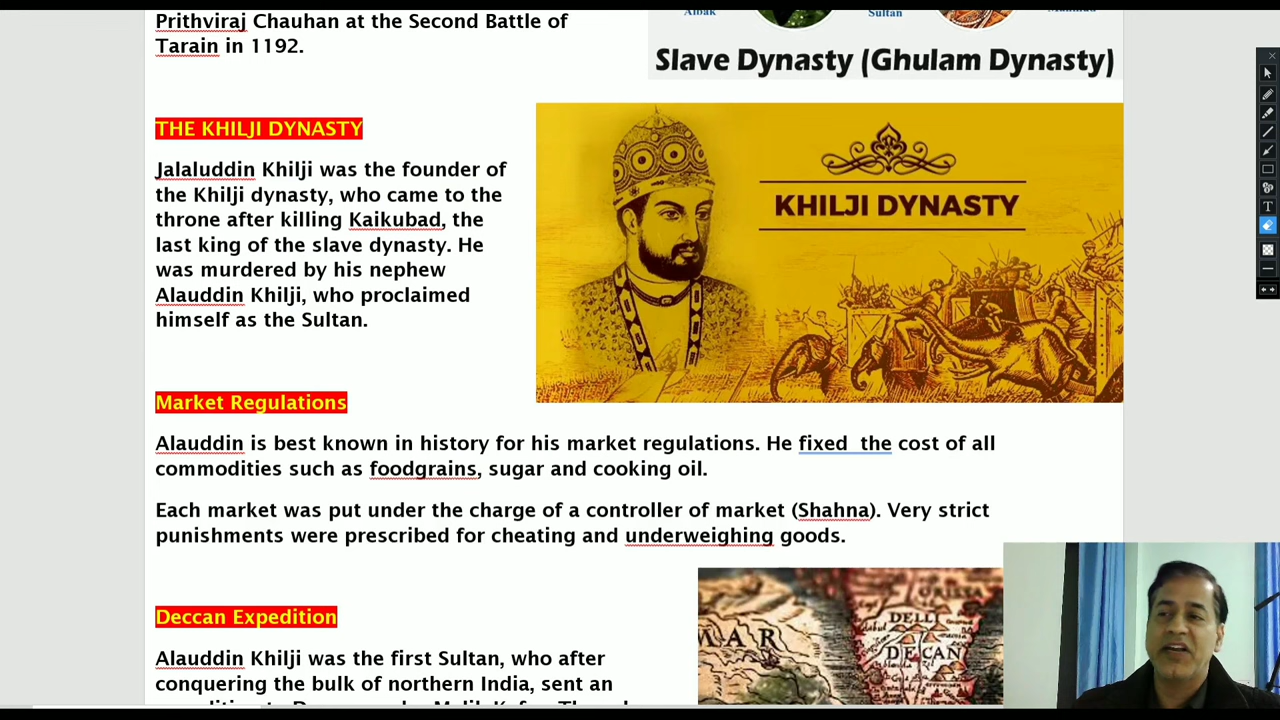 Prithviraj Chauhan at the Second Battle of
Tarain in 1192.
Sultan
Slave Dynasty (Ghulam Dynasty)
THE KHILJI DYNASTY
Jalaluddin Khilji was the founder of
the Khilji dynasty, who came to the
throne after killing Kaikubad, the
last king of the slave dynasty. He
was murdered by his nephew
Alauddin Khilji, who proclaimed
himself as the Sultan.
KHILJI DYNASTY
Market Regulations
Alauddin is best known in history for his market regulations. He fixed  the cost of all
commodities such as foodgrains, sugar and cooking oil.
Each market was put under the charge of a controller of market (Shahna). Very strict
punishments were prescribed for cheating and underweighing goods.
Deccan Expedition
Alauddin Khilji was the first Sultan, who after
conquering the bulk of northern India, sent an
MAR
ORISSA
DELLI
DECAN
T